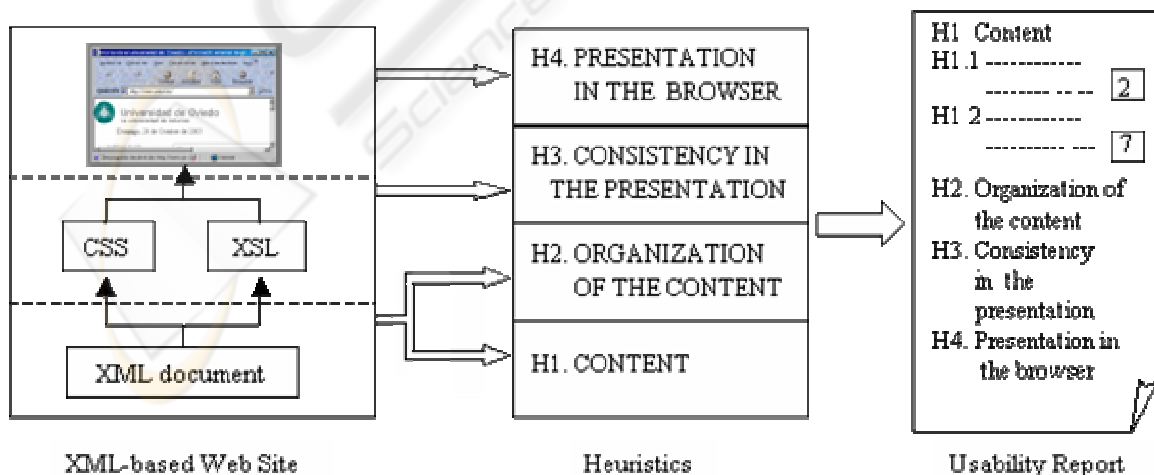 Universidad de Oviedo
CSS
XSL
XML document
XML-based Web Site
H4. PRESENTATION
IN THE BROWSER
H3. CONSISTENCY IN
THE PRESENTATION
H2. ORGANIZATION
OF THE CONTENT
H1. CONTENT
Heuristics
H1 Content
H1.1 ------------
-------- -- -- 2
H1 2 ------------
---------- --- 7
H2. Organization of
the content
H3. Consistency
in the
presentation
H4. Presentation in
the browser
Usability Report
Science